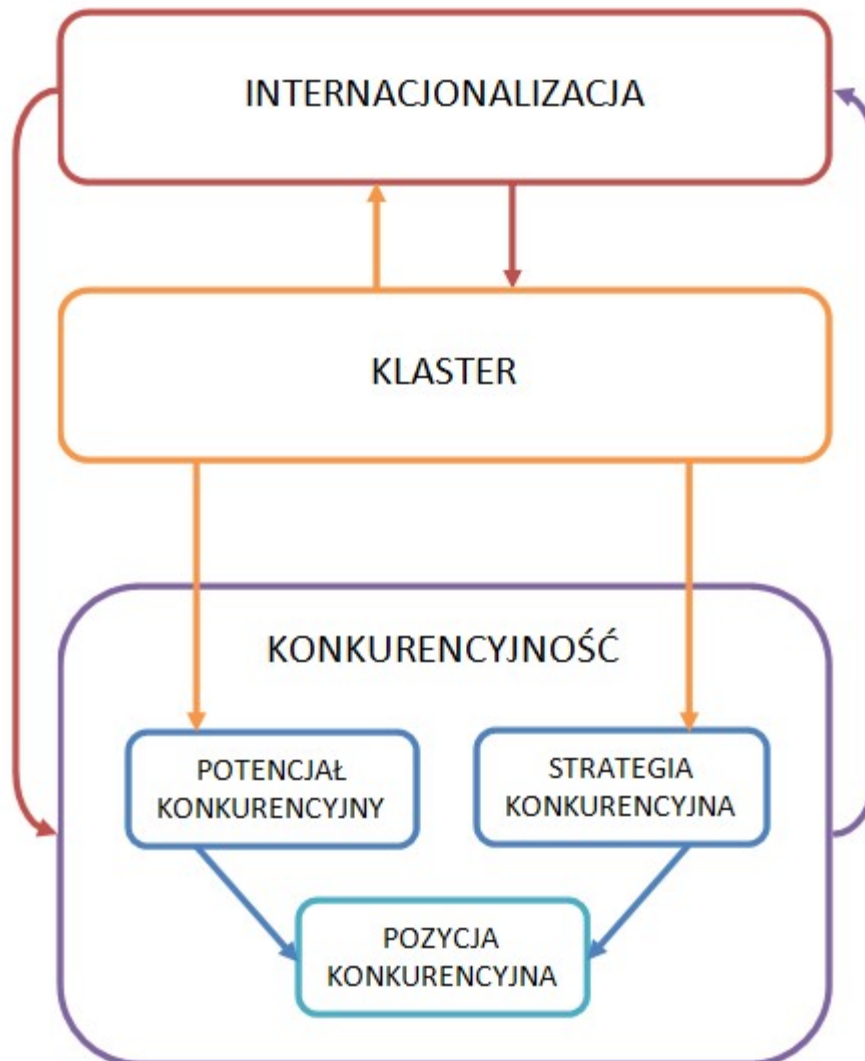 INTERNACJONALIZACJA
KLASTER
KONKURENCYJNOŚĆ
POTENCJAŁ
KONKURENCYJNY
STRATEGIA
KONKURENCYJNA
POZYCJA
KONKURENCYJNA